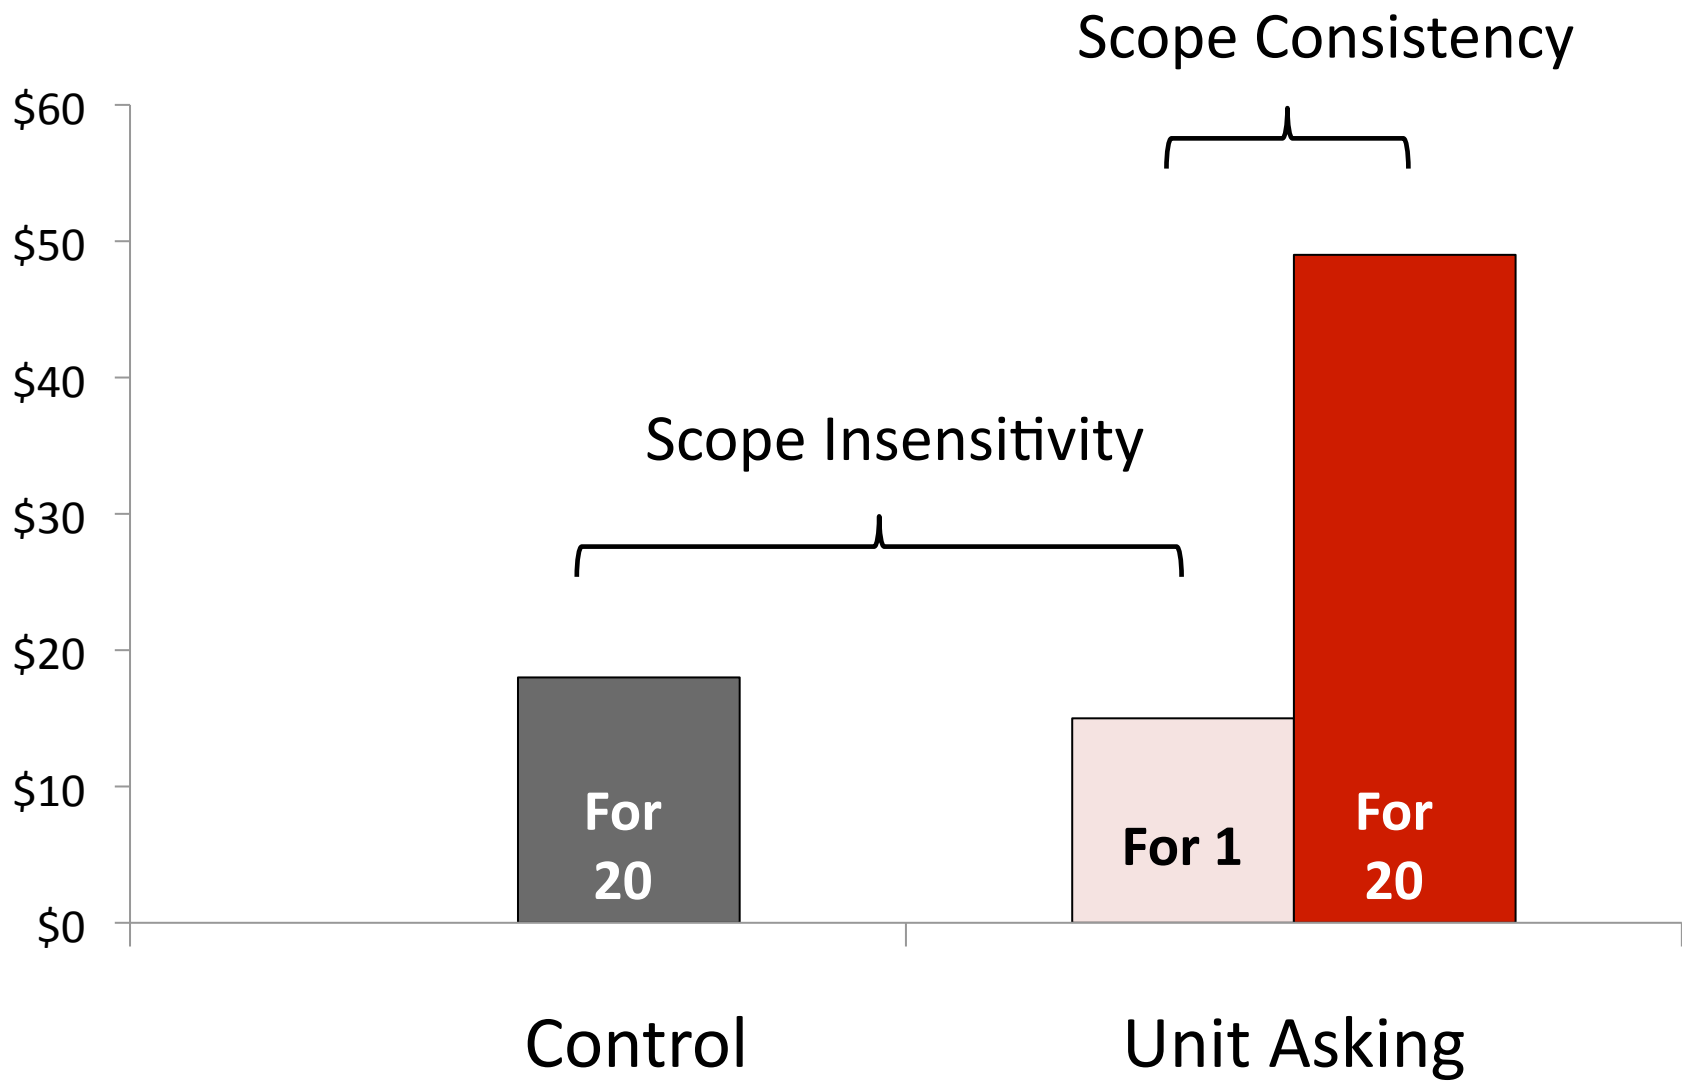 Scope Consistency
$60
$50
$40
Scope Insensitivity
$30
$20
$10
For
20
For 1
For
20
$0
Control
Unit Asking